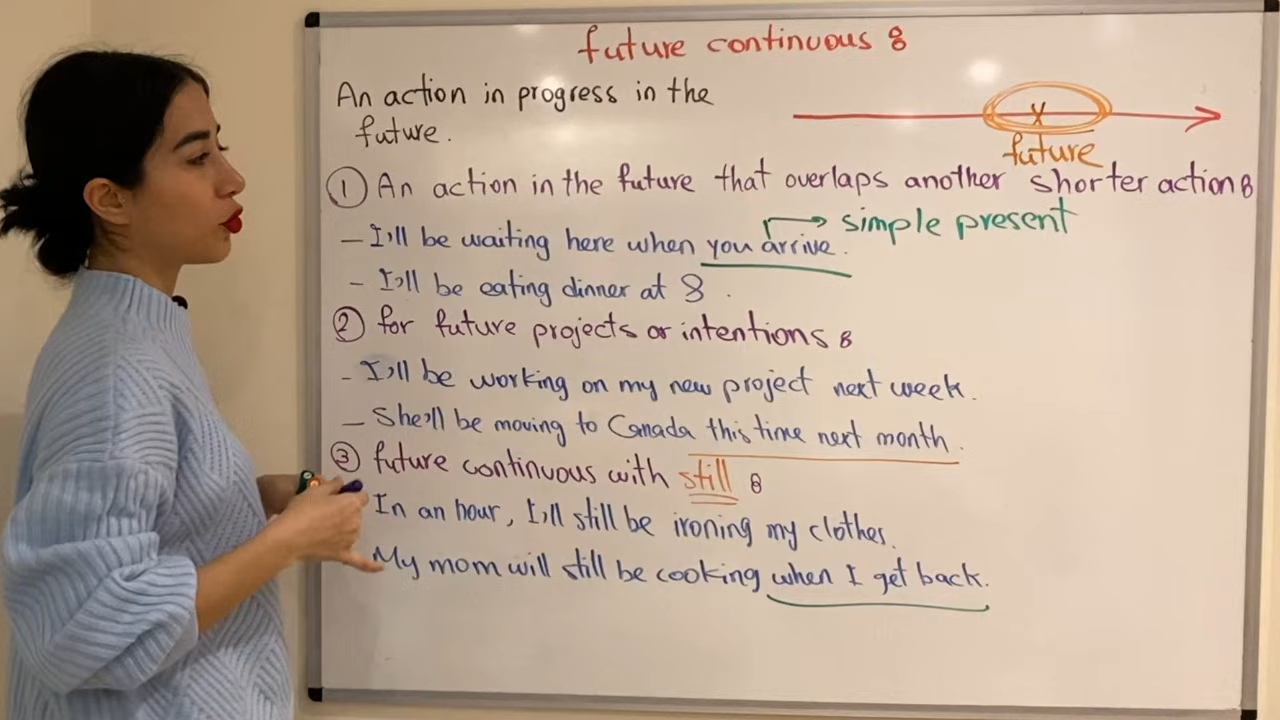 future continuous :
An action in progress in the
future.
future
① An action in the future that overlaps another shorter action :
simple present
– I'll be waiting here when you arrive.
- I'll be eating dinner at 8 .
② for future projects or intentions :
- I'll be working on my new project next week.
– She'll be moving to Canada this time next month.
③ future continuous with still :
In an hour, I'll still be ironing my clothes.
My mom will still be cooking when I get back.